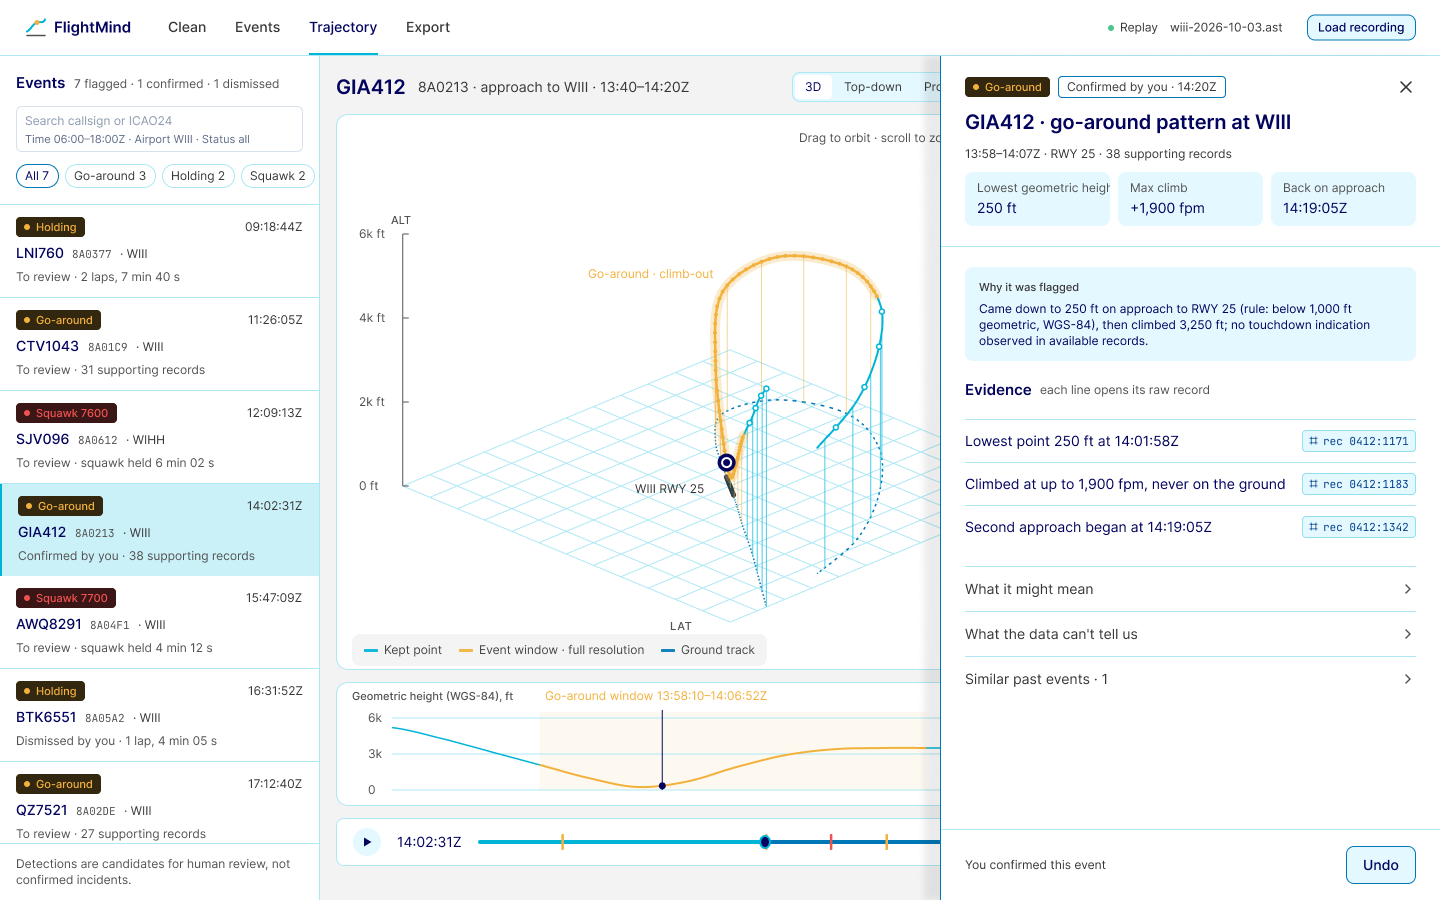 FlightMind
Clean
Events
Trajectory
Export
Replay
wiii-2026-10-03.ast
Load recording
Events 7 flagged · 1 confirmed · 1 dismissed
Search callsign or ICAO24
Time 06:00–18:00Z · Airport WIII · Status all
All 7
Go-around 3
Holding 2
Squawk 2
Holding 09:18:44Z
LNI760 8A0377 · WIII
To review · 2 laps, 7 min 40 s
Go-around 11:26:05Z
CTV1043 8A01C9 · WIII
To review · 31 supporting records
Squawk 7600 12:09:13Z
SJV096 8A0612 · WIHH
To review · squawk held 6 min 02 s
Go-around 14:02:31Z
GIA412 8A0213 · WIII
Confirmed by you · 38 supporting records
Squawk 7700 15:47:09Z
AWQ8291 8A04F1 · WIII
To review · squawk held 4 min 12 s
Holding 16:31:52Z
BTK6551 8A05A2 · WIII
Dismissed by you · 1 lap, 4 min 05 s
Go-around 17:12:40Z
QZ7521 8A02DE · WIII
To review · 27 supporting records
Detections are candidates for human review, not
confirmed incidents.
GIA412 8A0213 · approach to WIII · 13:40–14:20Z
3D
Top-down
Drag to orbit · scroll to
ALT
6k ft
4k ft
2k ft
0 ft
Go-around · climb-out
WIII RWY 25
LAT
Kept point
Event window · full resolution
Ground track
Geometric height (WGS-84), ft
Go-around window 13:58:10–14:06:52Z
6k
3k
0
14:02:31Z
Go-around
Confirmed by you · 14:20Z
GIA412 · go-around pattern at WIII
13:58–14:07Z · RWY 25 · 38 supporting records
Lowest geometric
250 ft
Max climb
+1,900 fpm
Back on approach
14:19:05Z
Why it was flagged
Came down to 250 ft on approach to RWY 25 (rule: below 1,000 ft
geometric, WGS-84), then climbed 3,250 ft; no touchdown indication
observed in available records.
Evidence each line opens its raw record
Lowest point 250 ft at 14:01:58Z
rec 0412:1171
Climbed at up to 1,900 fpm, never on the ground
rec 0412:1183
Second approach began at 14:19:05Z
rec 0412:1342
What it might mean
What the data can't tell us
Similar past events · 1
You confirmed this event
Undo